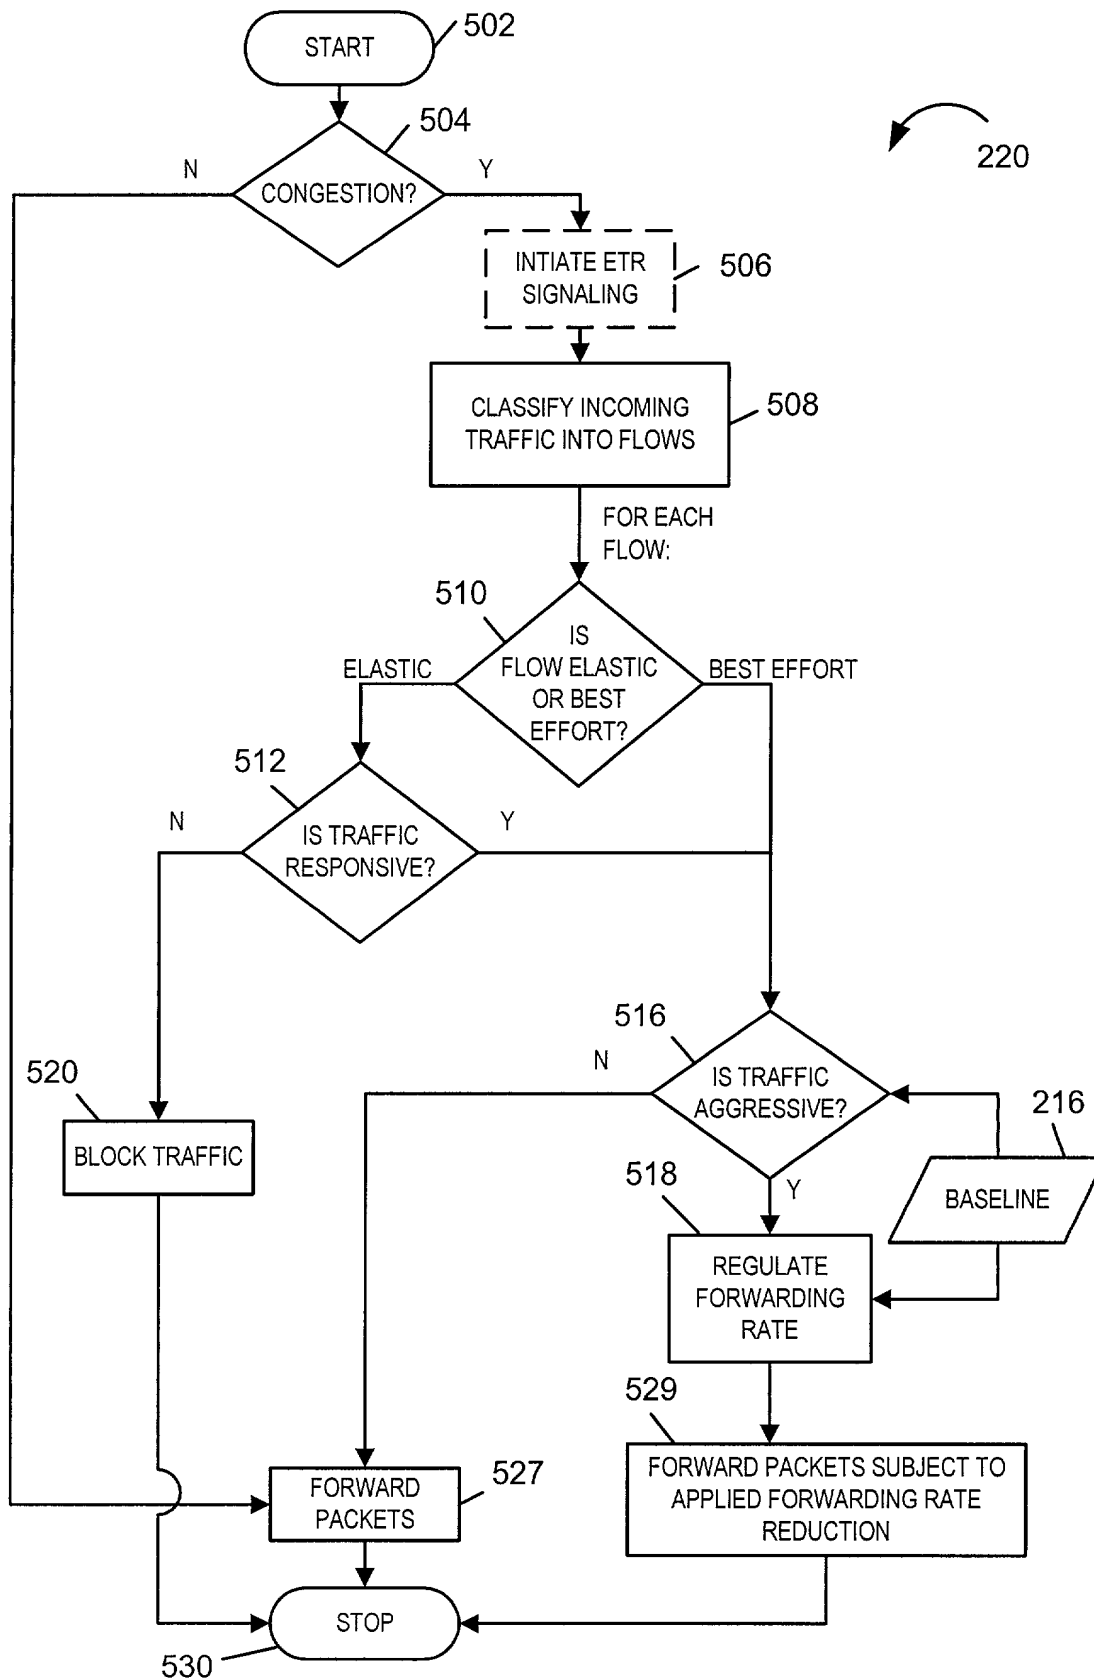 START
502
504
N
CONGESTION?
Y
220
INTIATE ETR
SIGNALING
506
CLASSIFY INCOMING
TRAFFIC INTO FLOWS
508
FOR EACH
FLOW:
510
ELASTIC
IS
FLOW ELASTIC
OR BEST
EFFORT?
BEST EFFORT
512
N
IS TRAFFIC
RESPONSIVE?
Y
516
N
IS TRAFFIC
AGGRESSIVE?
Y
520
BLOCK TRAFFIC
216
BASELINE
518
REGULATE
FORWARDING
RATE
529
FORWARD PACKETS SUBJECT TO
APPLIED FORWARDING RATE
REDUCTION
FORWARD
PACKETS
527
STOP
530